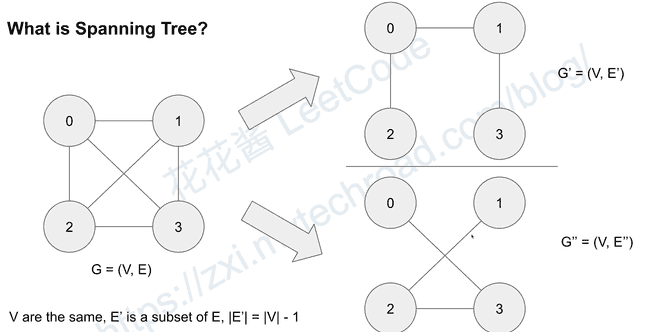 What is Spanning Tree?
0
1
2
3
G = (V, E)
0
1
2
3
G’ = (V, E’)
0
1
2
3
G’’ = (V, E’’)
V are the same, E’ is a subset of E, |E’| = |V| - 1
花花酱 LeetCode
https://zxi.mytechroad.com/blog/